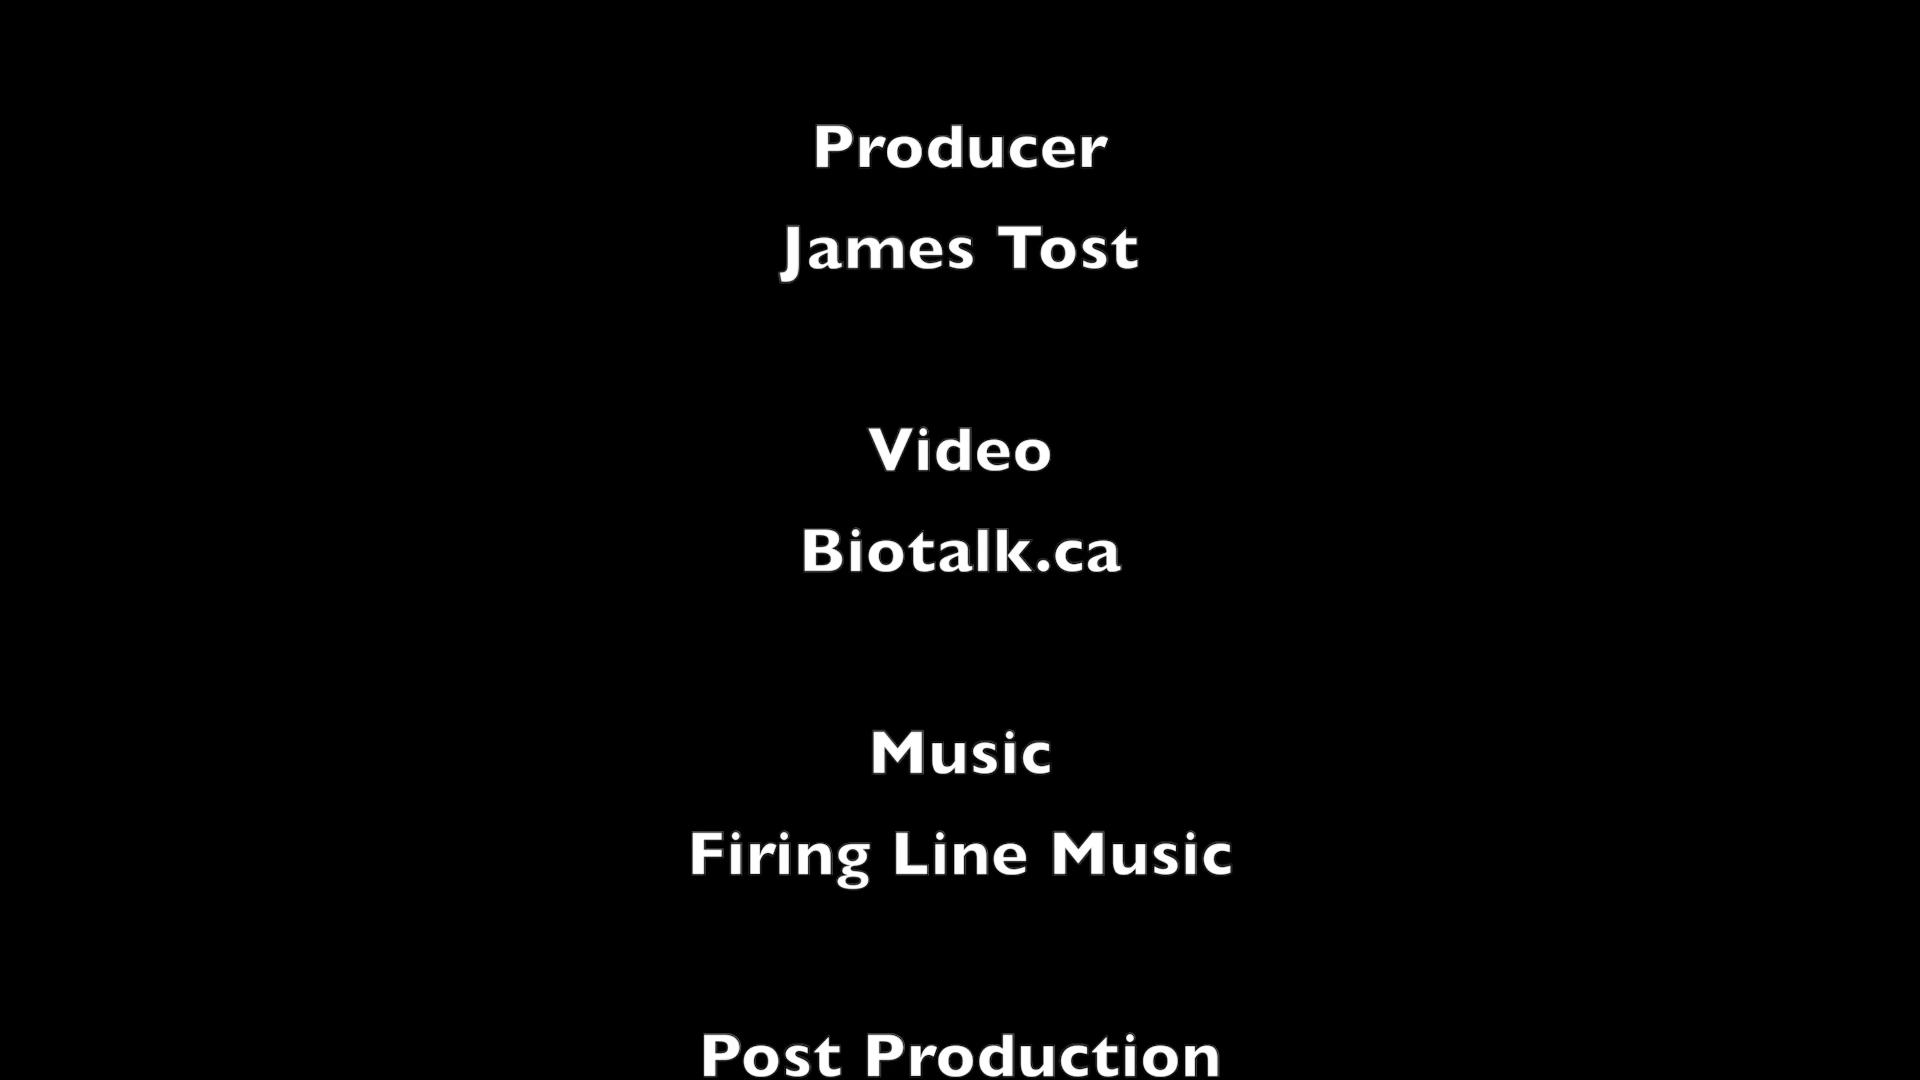 Producer
James Tost
Video
Biotalk.ca
Music
Firing Line Music
Post Production